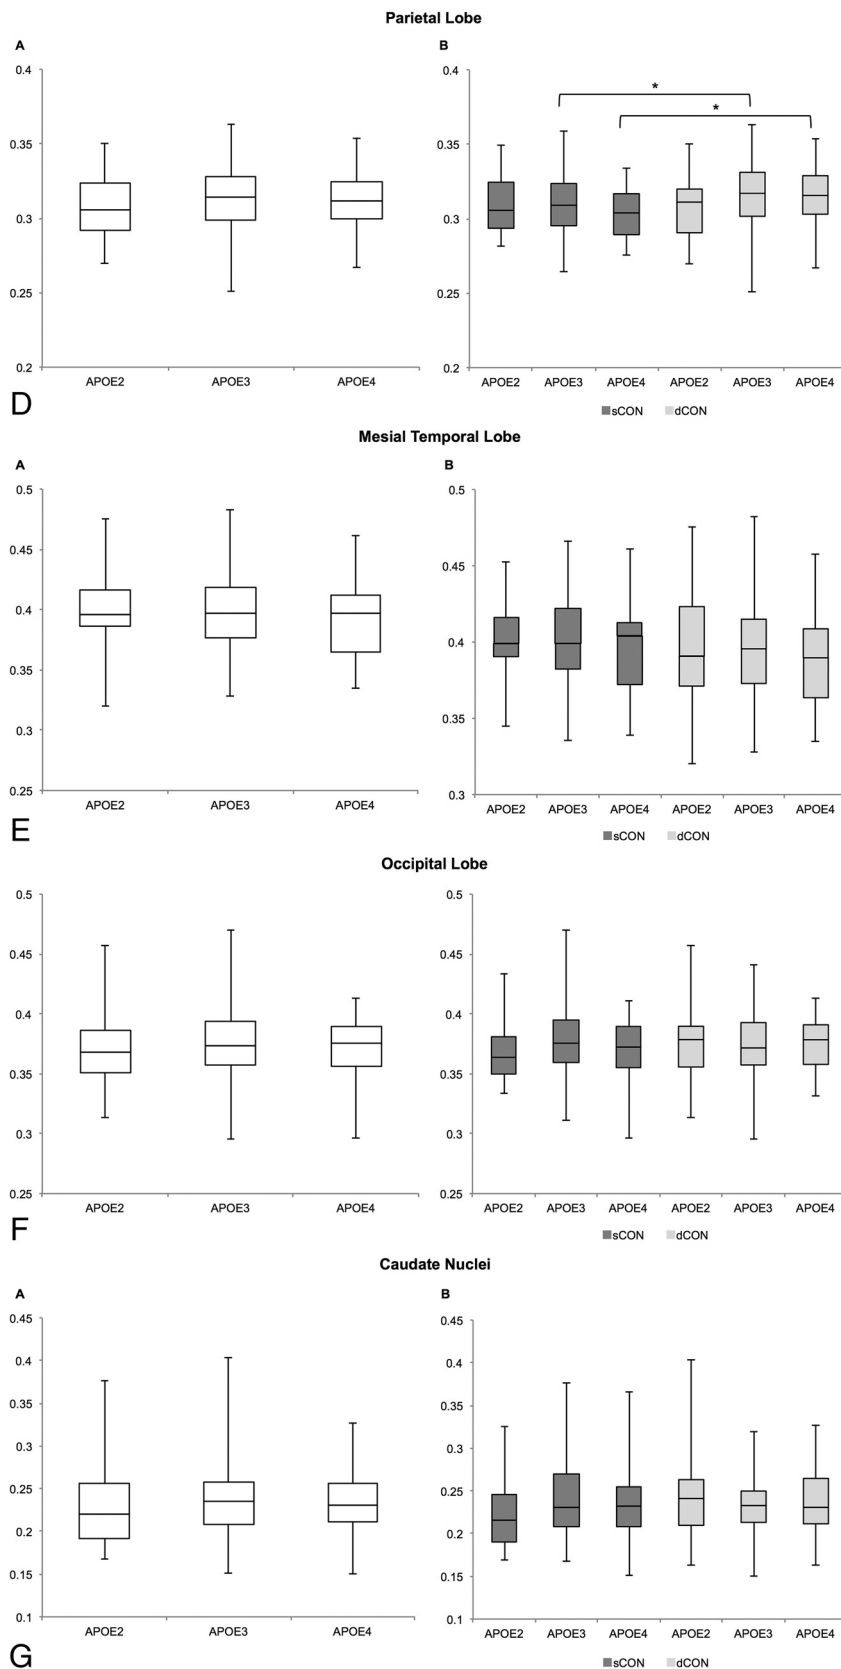 Parietal Lobe
A
B
0.4
0.35
0.3
0.25
0.2
APOE2 APOE3 APOE4
0.4
0.35
0.3
0.25
0.2
* 
*
APOE2 APOE3 APOE4 APOE2 APOE3 APOE4
sCON dCON
D
Mesial Temporal Lobe
A
B
0.5
0.45
0.4
0.35
0.3
0.25
APOE2 APOE3 APOE4
0.5
0.45
0.4
0.35
0.3
APOE2 APOE3 APOE4 APOE2 APOE3 APOE4
sCON dCON
E
Occipital Lobe
0.5
0.45
0.4
0.35
0.3
0.25
APOE2 APOE3 APOE4
0.5
0.45
0.4
0.35
0.3
0.25
APOE2 APOE3 APOE4 APOE2 APOE3 APOE4
sCON dCON
F
Caudate Nuclei
A
B
0.45
0.4
0.35
0.3
0.25
0.2
0.15
0.1
APOE2 APOE3 APOE4
0.45
0.4
0.35
0.3
0.25
0.2
0.15
0.1
APOE2 APOE3 APOE4 APOE2 APOE3 APOE4
sCON dCON
G